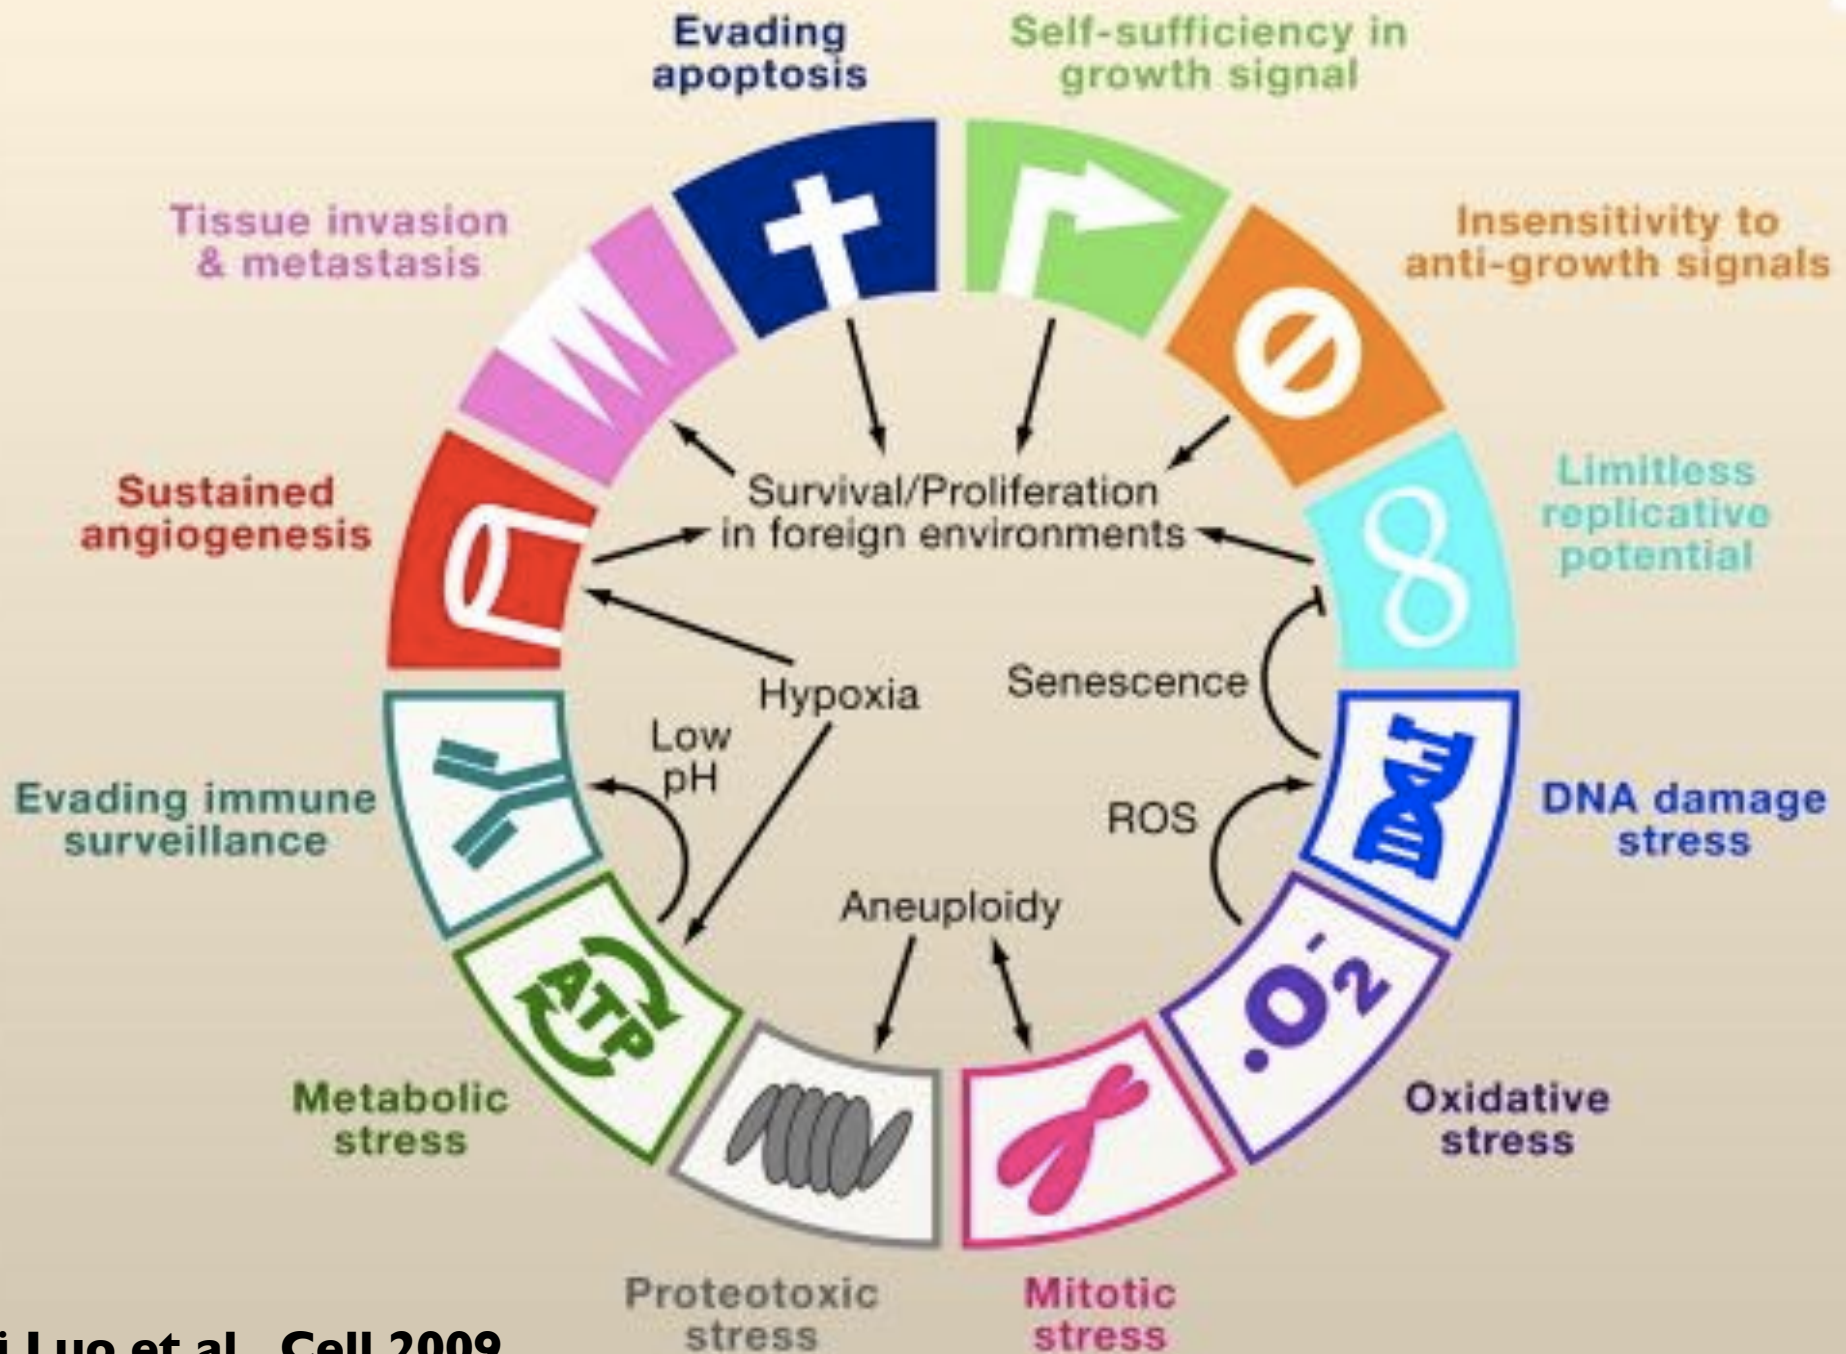 Evading
apoptosis
Self-sufficiency in
growth signal
Tissue invasion
& metastasis
Insensitivity to
anti-growth signals
Sustained
angiogenesis
Survival/Proliferation
in foreign environments
Limitless
replicative
potential
8
Hypoxia
Senescence
Low
pH
Evading immune
surveillance
ROS
DNA damage
stress
Aneuploidy
ATP
·O2-
Metabolic
stress
Oxidative
stress
Proteotoxic
stress
Mitotic
stress
i Luo et al., Cell 2009